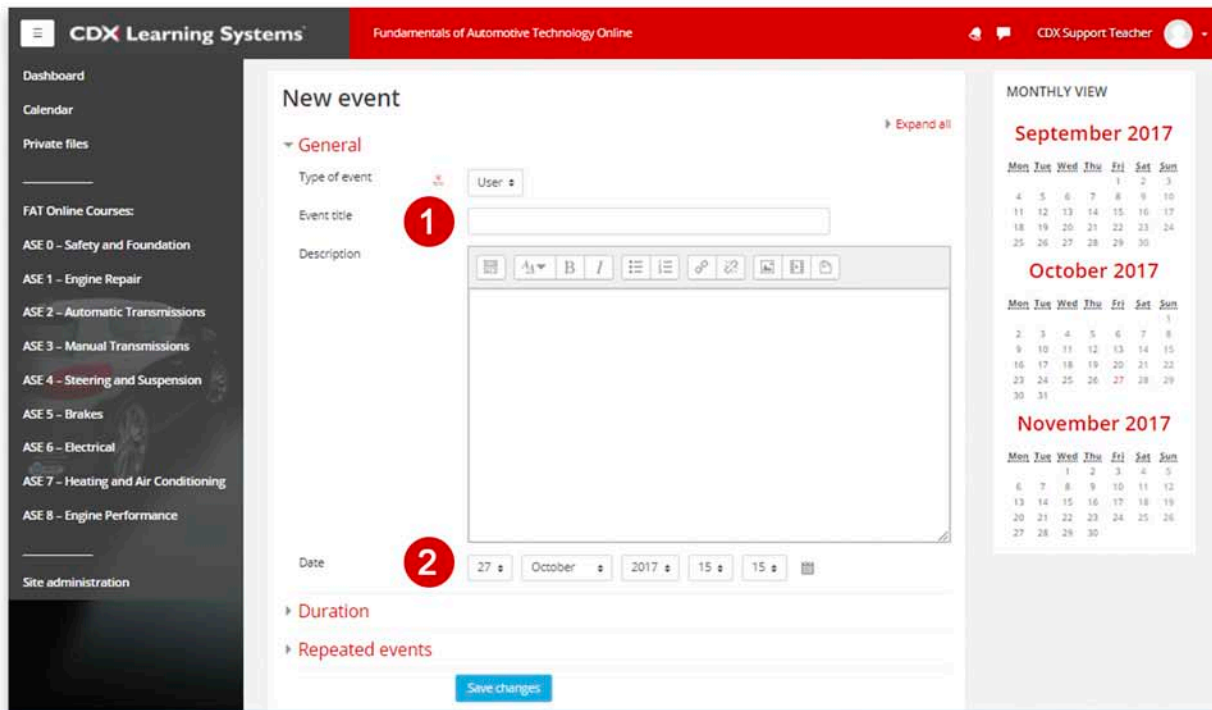 CDX Learning Systems
Fundamentals of Automotive Technology Online
CDX Support Teacher
Dashboard
Calendar
Private files
FAT Online Courses:
ASE 0 – Safety and Foundation
ASE 1 – Engine Repair
ASE 2 – Automatic Transmissions
ASE 3 – Manual Transmissions
ASE 4 – Steering and Suspension
ASE 5 – Brakes
ASE 6 – Electrical
ASE 7 – Heating and Air Conditioning
ASE 8 – Engine Performance
Site administration
New event
Expand all
General
Type of event
User
Event title
1
Description
B I
Date
2
27 October 2017 15 15
Duration
Repeated events
Save changes
MONTHLY VIEW
September 2017
Mon Tue Wed Thu Fri Sat Sun
1 2 3
4 5 6 7 8 9 10
11 12 13 14 15 16 17
18 19 20 21 22 23 24
25 26 27 28 29 30
October 2017
Mon Tue Wed Thu Fri Sat Sun
1
2 3 4 5 6 7 8
9 10 11 12 13 14 15
16 17 18 19 20 21 22
23 24 25 26 27 28 29
30 31
November 2017
Mon Tue Wed Thu Fri Sat Sun
1 2 3 4 5
6 7 8 9 10 11 12
13 14 15 16 17 18 19
20 21 22 23 24 25 26
27 28 29 30